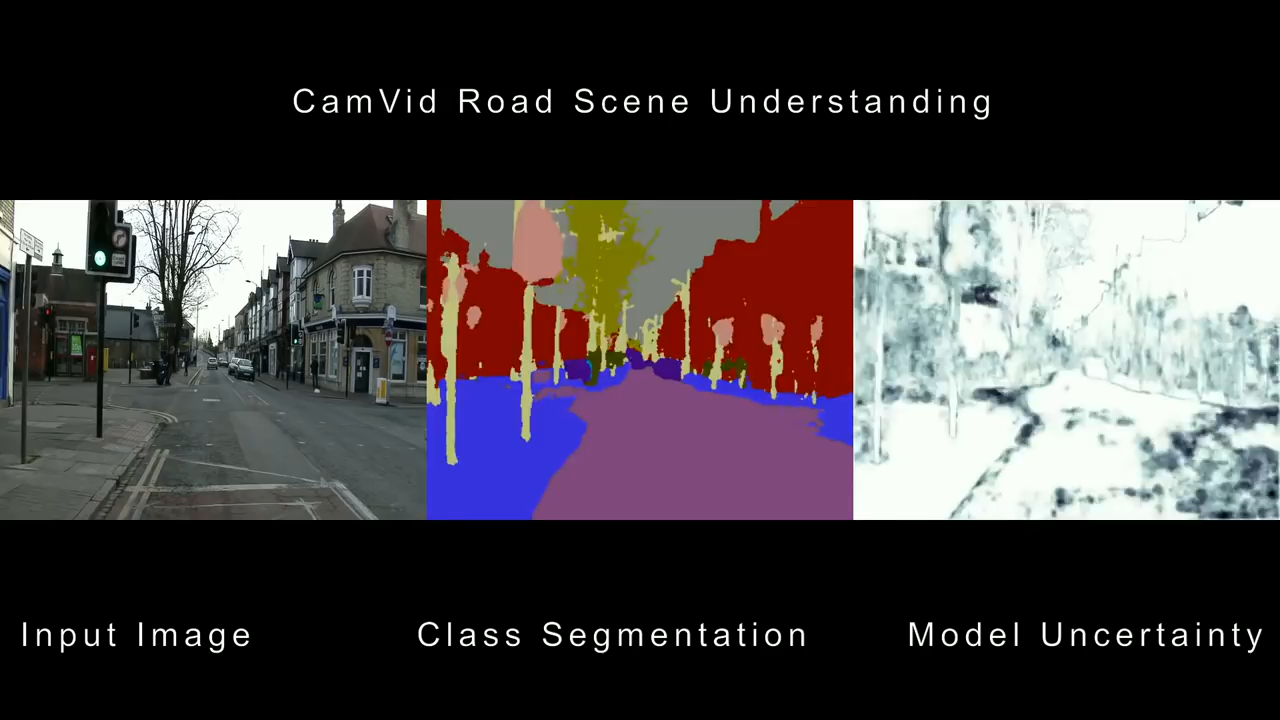 CamVid Road Scene Understanding
Input Image
Class Segmentation
Model Uncertainty